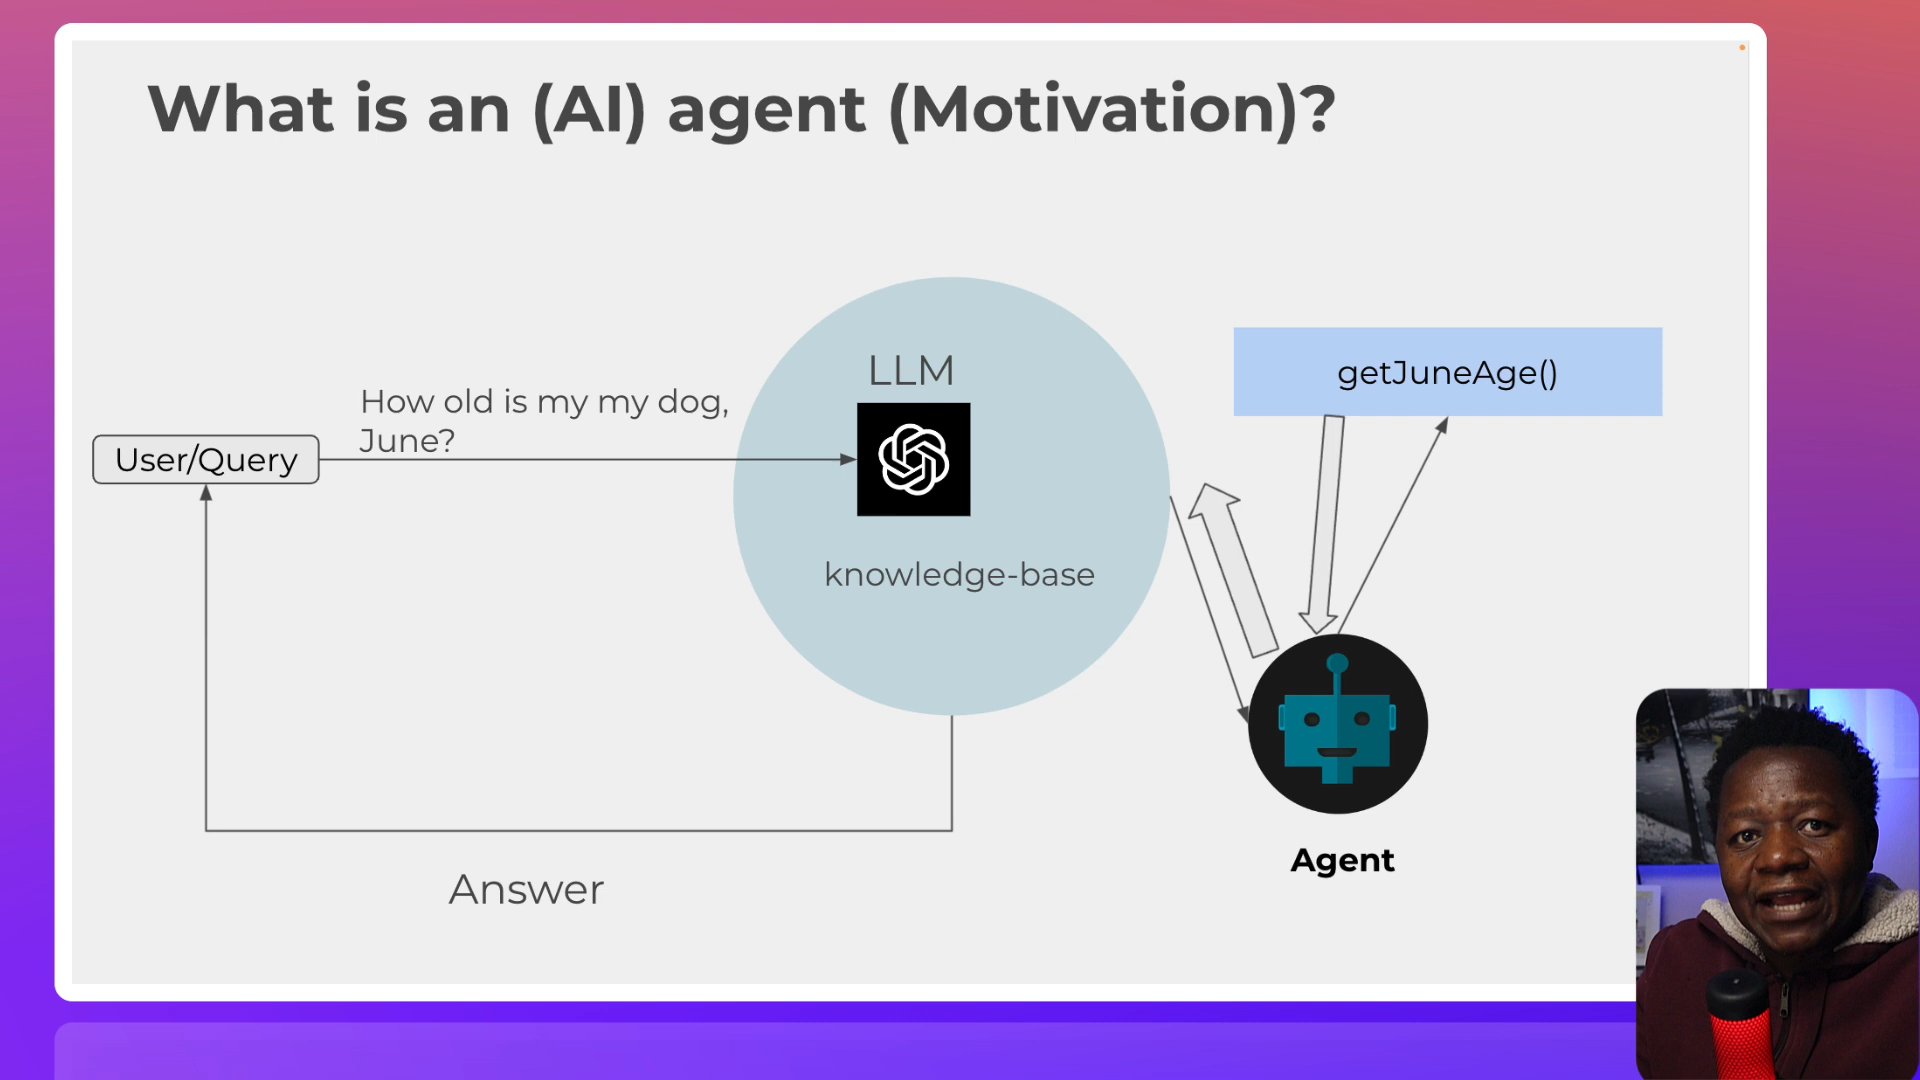 What is an (AI) agent (Motivation)?
LLM
getJuneAge()
How old is my my dog,
June?
User/Query
knowledge-base
Agent
Answer